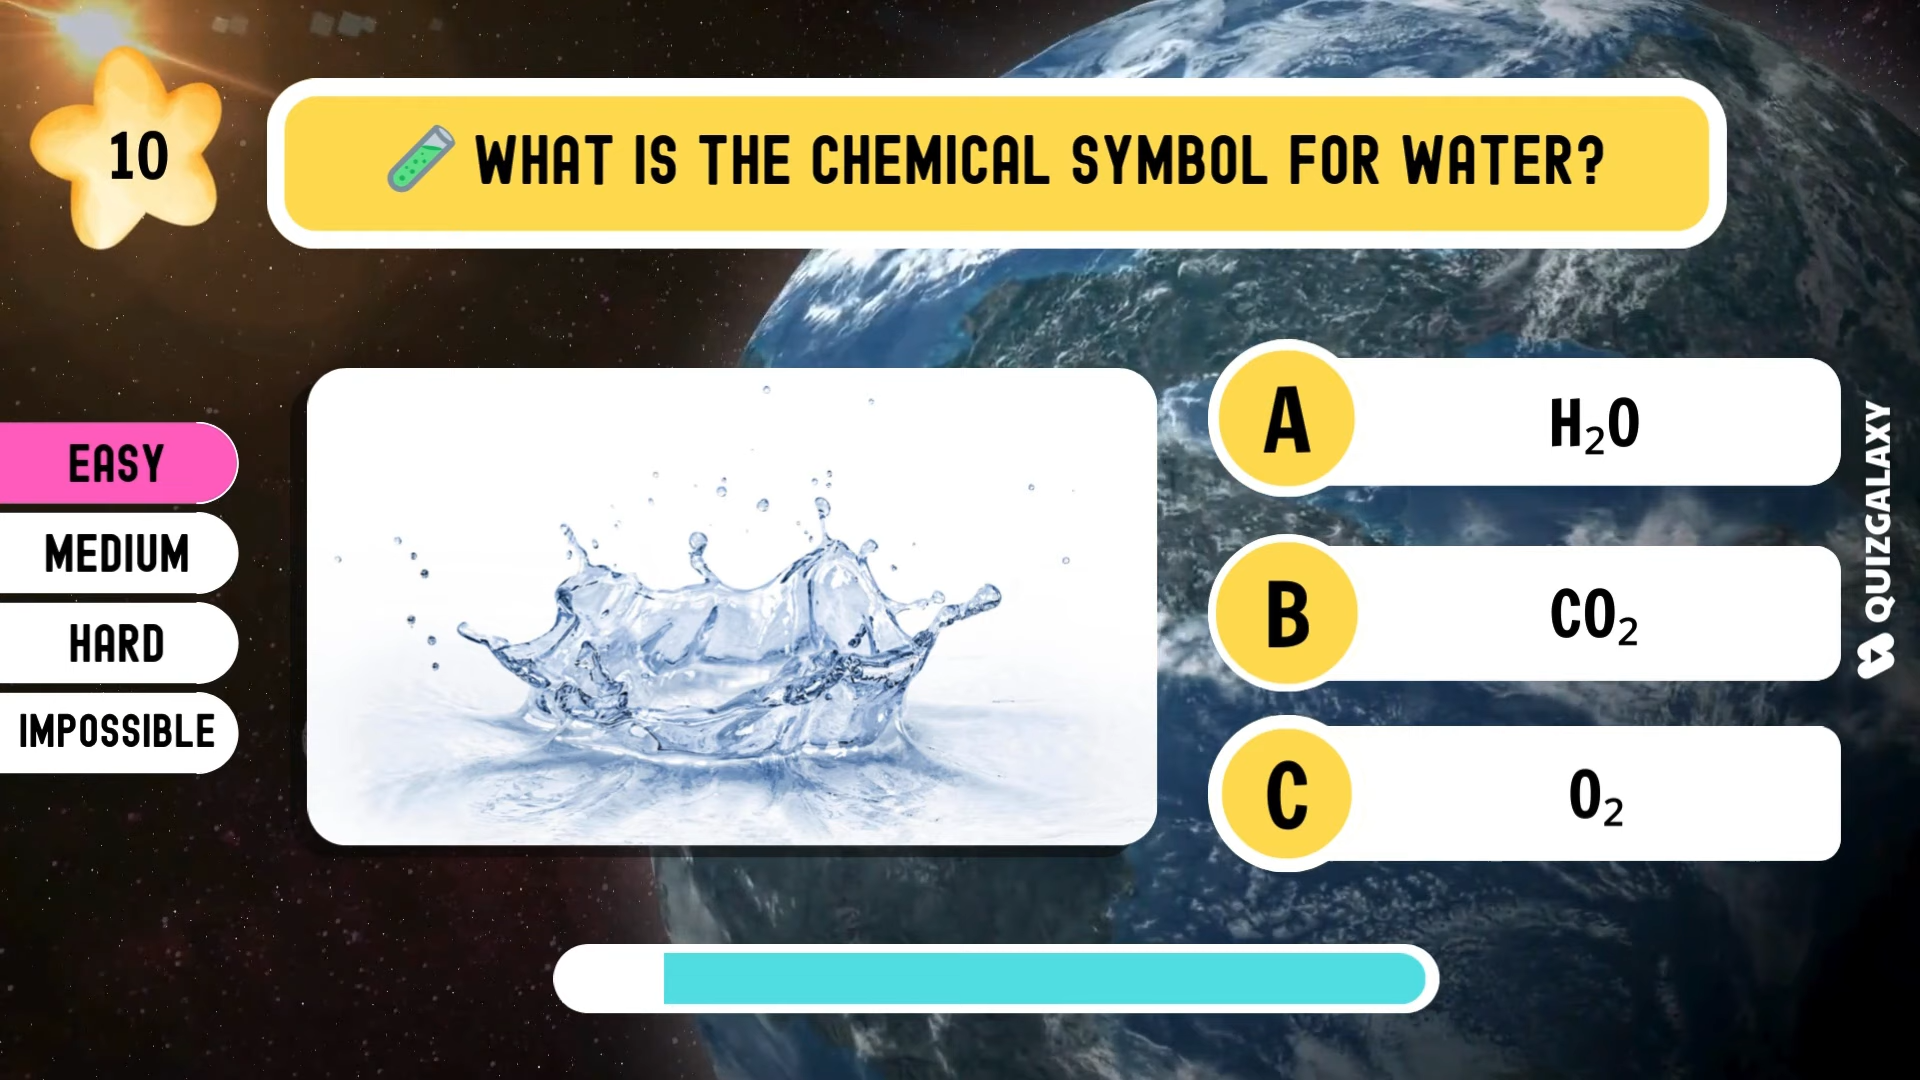 10
WHAT IS THE CHEMICAL SYMBOL FOR WATER?
EASY
MEDIUM
HARD
IMPOSSIBLE
A
H₂O
B
CO₂
C
O₂
QUIZGALAXY